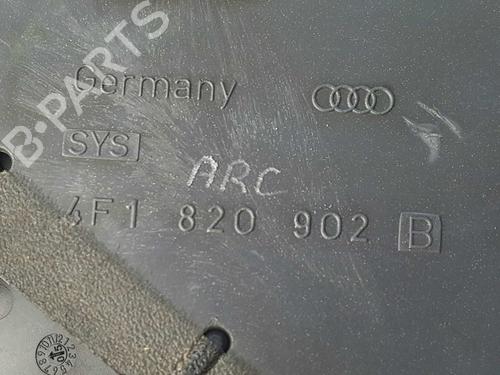 B-PARTS
Germany
SYS
ARC
4F1 820 902 B